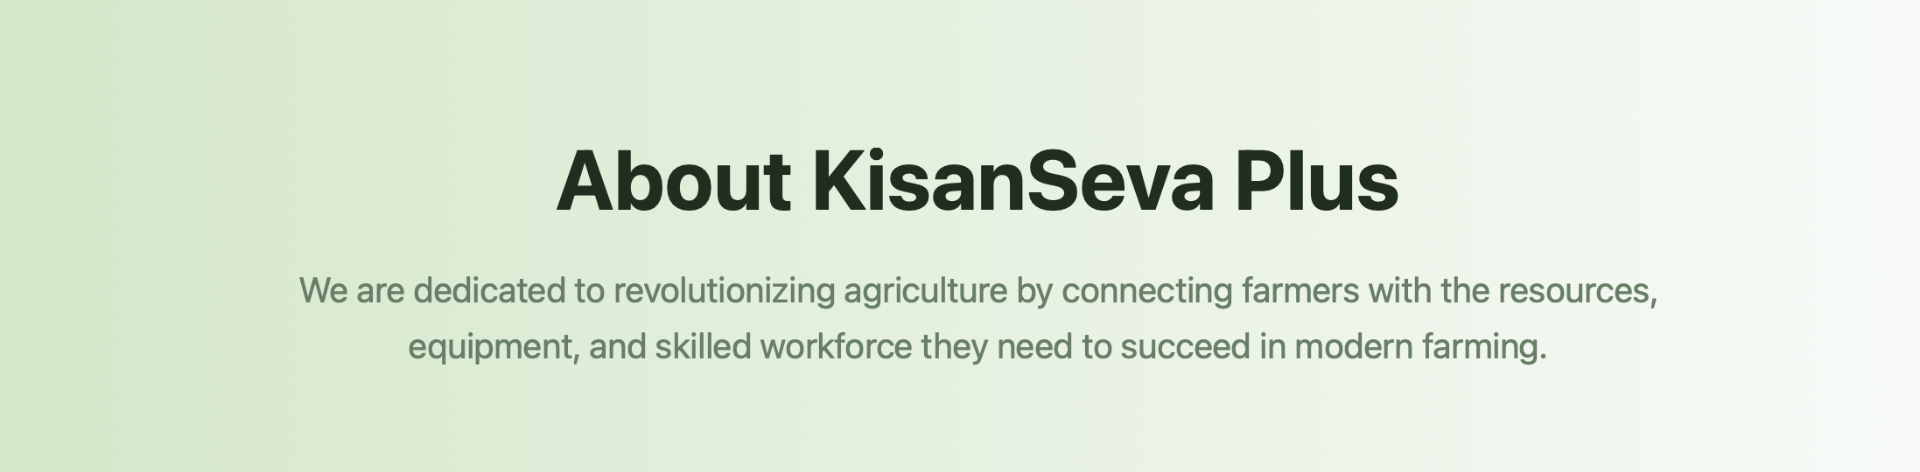 About KisanSeva Plus
We are dedicated to revolutionizing agriculture by connecting farmers with the resources,
equipment, and skilled workforce they need to succeed in modern farming.